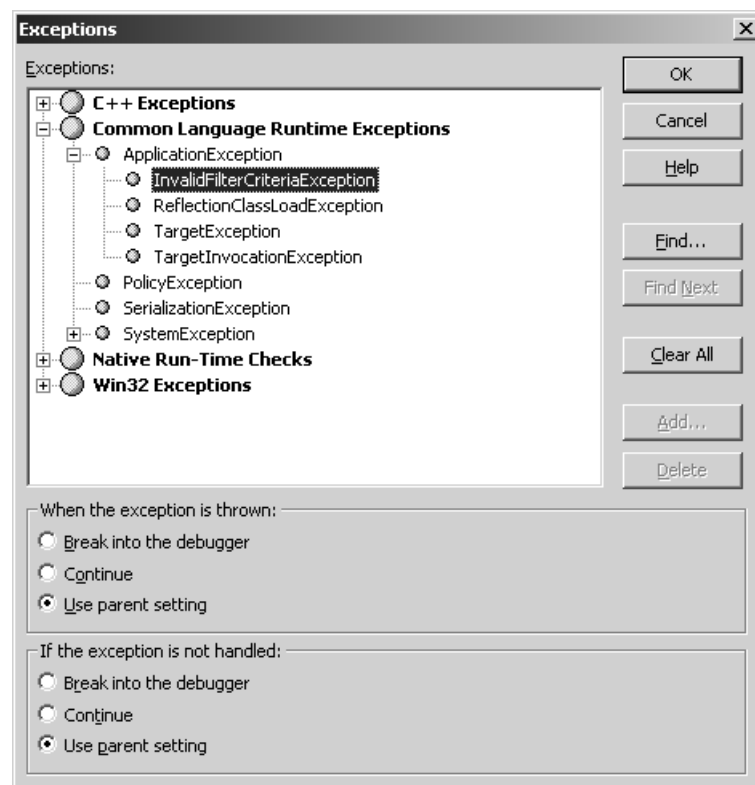 Exceptions
Exceptions:
C++ Exceptions
Common Language Runtime Exceptions
ApplicationException
InvalidFilterCriteriaException
ReflectionClassLoadException
TargetException
TargetInvocationException
PolicyException
SerializationException
SystemException
Native Run-Time Checks
Win32 Exceptions
OK
Cancel
Help
Find...
Find Next
Clear All
Add...
Delete
When the exception is thrown:
Break into the debugger
Continue
Use parent setting
If the exception is not handled:
Break into the debugger
Continue
Use parent setting